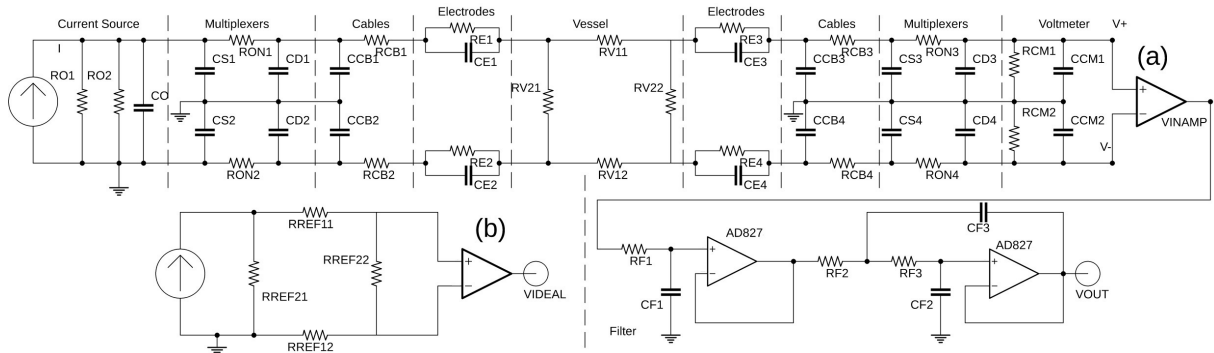 Current Source
Multiplexers
Cables
Electrodes
Vessel
Electrodes
Cables
Multiplexers
Voltmeter
V+
I
RO1
RO2
CO
CS1
RON1
CD1
CCB1
RCB1
RE1
CE1
RV11
RV21
RV22
RE3
CE3
CCB3
RCB3
CS3
RON3
CD3
RCM1
CCM1
(a)
CS2
CD2
CCB2
RON2
RCB2
RE2
CE2
RV12
RE4
CE4
CCB4
RCB4
CS4
RON4
CD4
RCM2
CCM2
V-
+
−
VINAMP
RREF11
RREF21
RREF22
RREF12
(b)
+
−
VIDEAL
Filter
RF1
CF1
AD827
+
−
RF2
RF3
CF3
CF2
AD827
+
−
VOUT